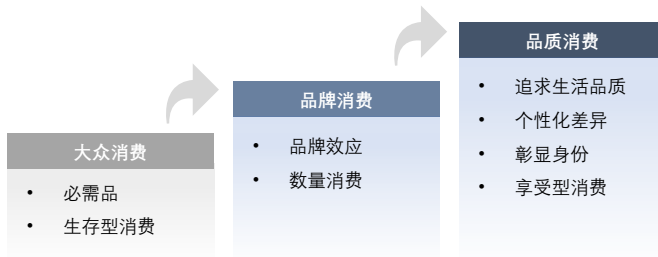 大众消费
• 必需品
• 生存型消费
品牌消费
• 品牌效应
• 数量消费
品质消费
• 追求生活品质
• 个性化差异
• 彰显身份
• 享受型消费